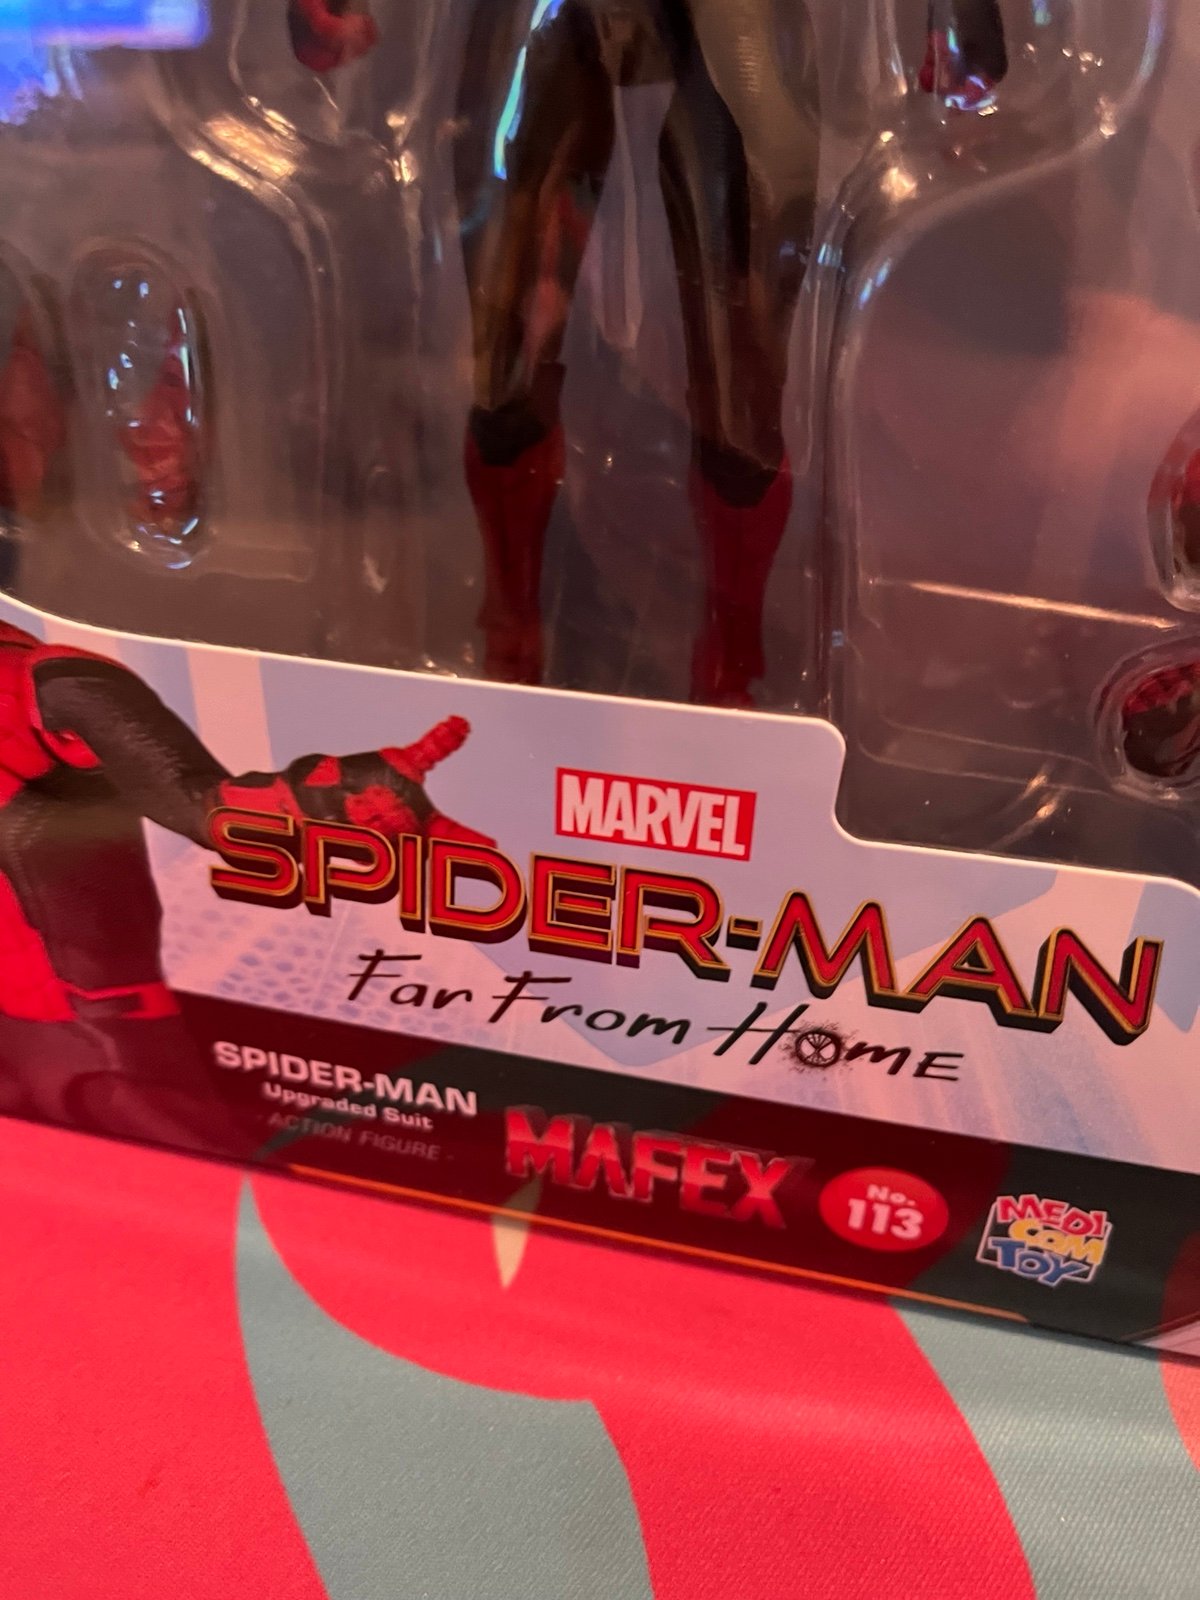 MARVEL
SPIDER-MAN
Far From HomE
SPIDER-MAN
Upgraded Suit
- ACTION FIGURE -
MAFEX
No.
113
MEDI
COM
TOY